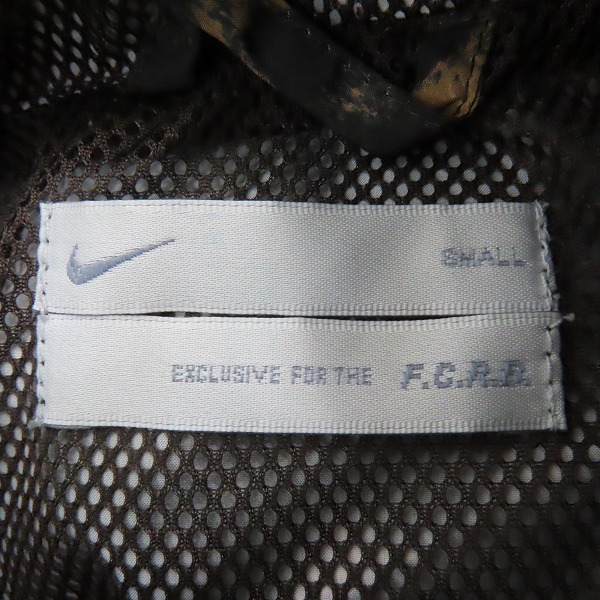 SMALL
EXCLUSIVE FOR THE F.C.R.B.